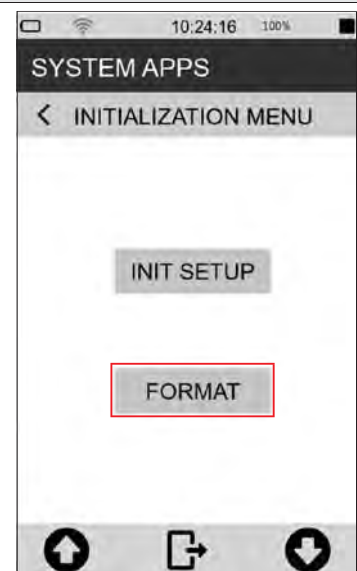 10:24:16 100%
SYSTEM APPS
INITIALIZATION MENU
INIT SETUP
FORMAT